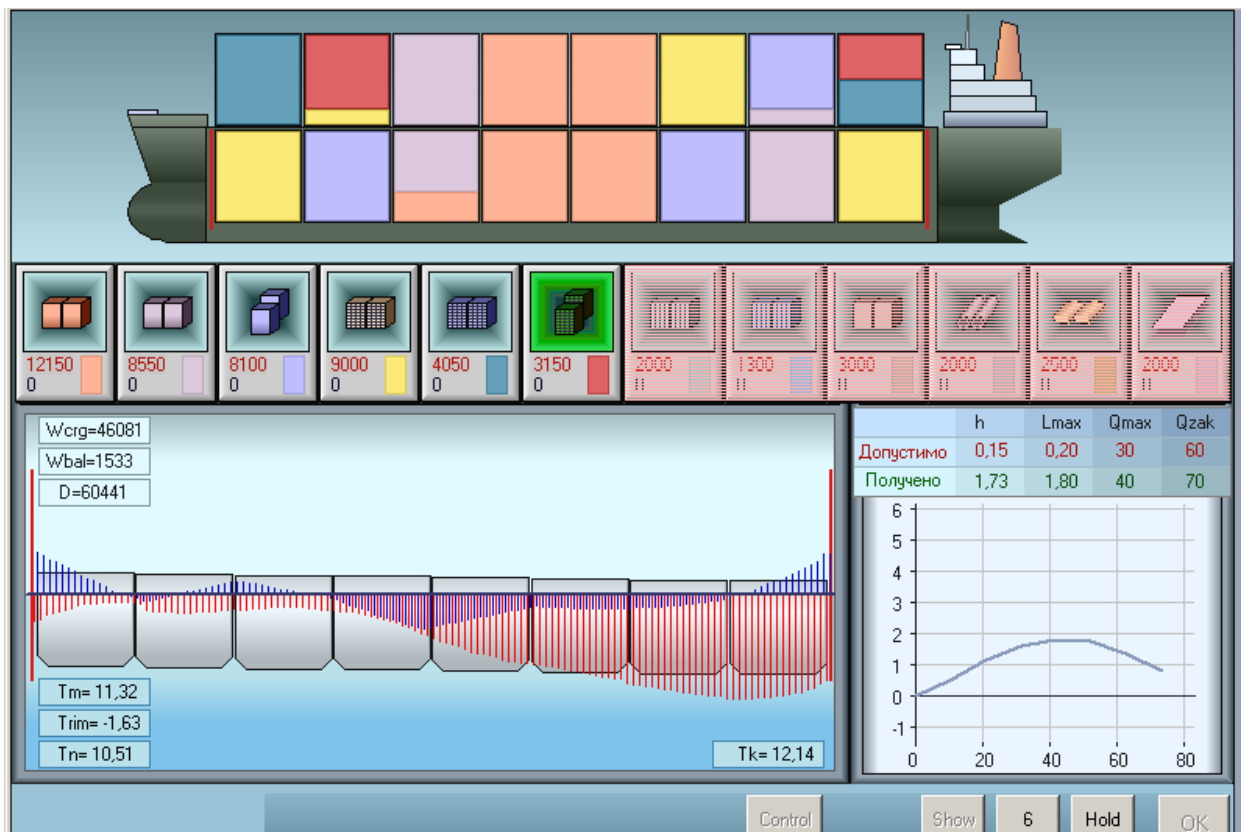 12150 8550 8100 9000 4050 3150 2000 1300 3000 2000 2500 2000
0 0 0 0 0 0
Wcrg=46081
Wbal=1533
D=60441
Tm= 11,32
Trim= -1,63
Tn= 10,51
Tk= 12,14
h Lmax Qmax Qzak
Допустимо 0,15 0,20 30 60
Получено 1,73 1,80 40 70
6
5
4
3
2
1
0
-1
0 20 40 60 80
Control Show 6 Hold OK